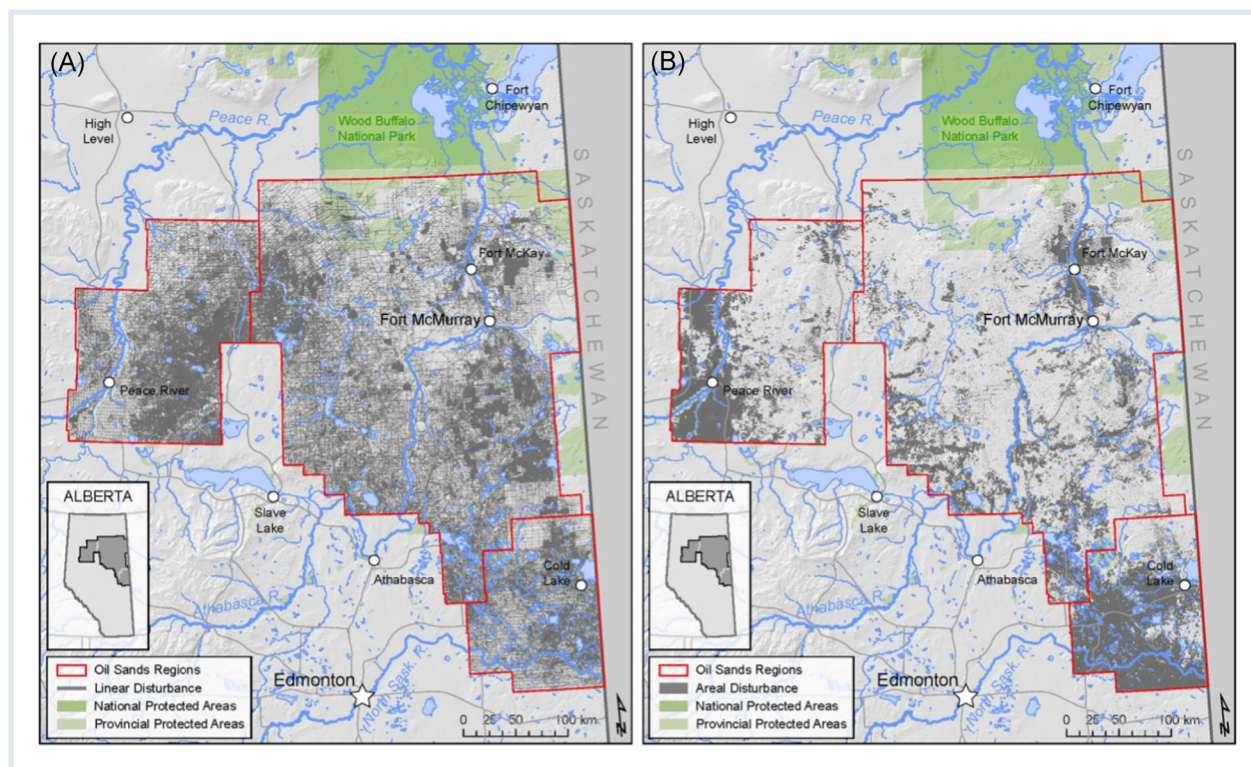 (A)
Fort
Chipewyan
High
Level
Peace R.
Wood Buffalo
National Park
SASKATCHEWAN
Fort McKay
Fort McMurray
Peace River
ALBERTA
Slave
Lake
Athabasca
Cold
Lake
Athabasca R.
Oil Sands Regions
Linear Disturbance
National Protected Areas
Provincial Protected Areas
Edmonton
North Sask. R.
0 25 50 100 km
N
(B)
Fort
Chipewyan
High
Level
Peace R.
Wood Buffalo
National Park
SASKATCHEWAN
Fort McKay
Fort McMurray
Peace River
ALBERTA
Slave
Lake
Athabasca
Cold
Lake
Athabasca R.
Oil Sands Regions
Areal Disturbance
National Protected Areas
Provincial Protected Areas
Edmonton
North Sask. R.
0 25 50 100 km
N